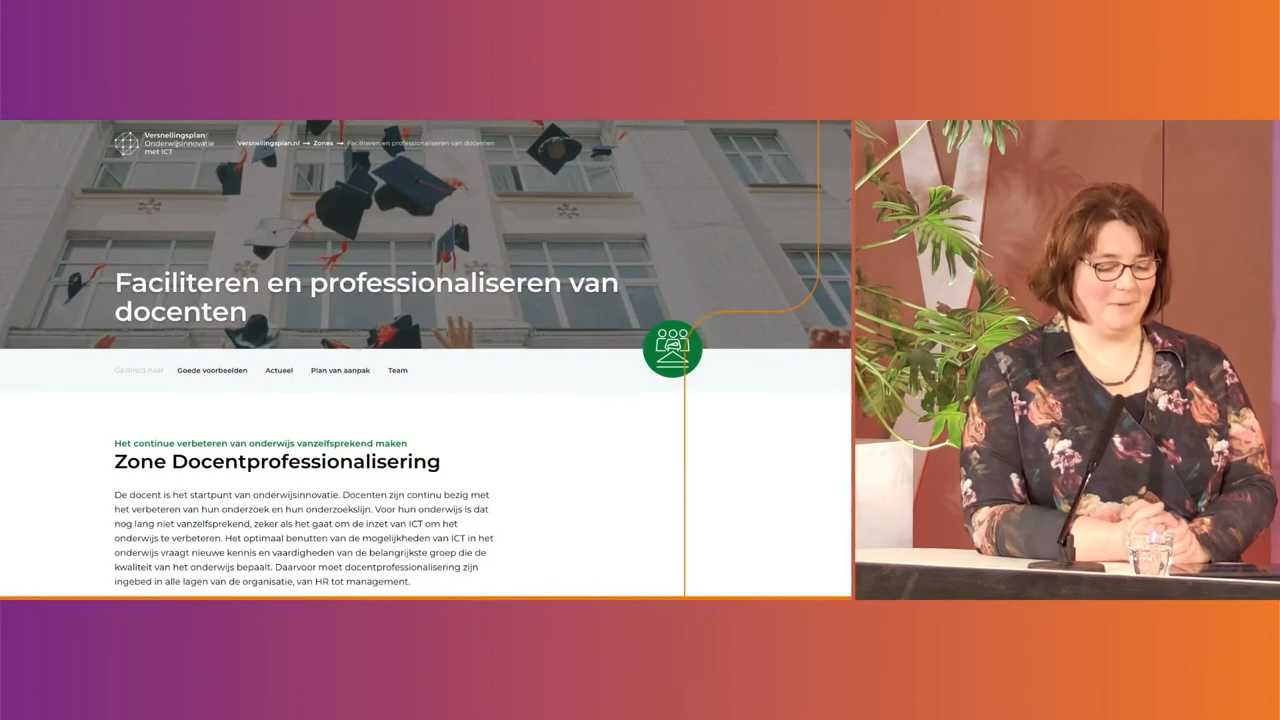 Versnellingsplan
Onderwijsinnovatie
met ICT
Versnellingsplan.nl → Zones → Faciliteren en professionaliseren van docenten
Faciliteren en professionaliseren van
docenten
Ga direct naar
Goede voorbeelden
Actueel
Plan van aanpak
Team
Het continue verbeteren van onderwijs vanzelfsprekend maken
Zone Docentprofessionalisering
De docent is het startpunt van onderwijsinnovatie. Docenten zijn continu bezig met
het verbeteren van hun onderzoek en hun onderzoekslijn. Voor hun onderwijs is dat
nog lang niet vanzelfsprekend, zeker als het gaat om de inzet van ICT om het
onderwijs te verbeteren. Het optimaal benutten van de mogelijkheden van ICT in het
onderwijs vraagt nieuwe kennis en vaardigheden van de belangrijkste groep die de
kwaliteit van het onderwijs bepaalt. Daarvoor moet docentprofessionalisering zijn
ingebed in alle lagen van de organisatie, van HR tot management.